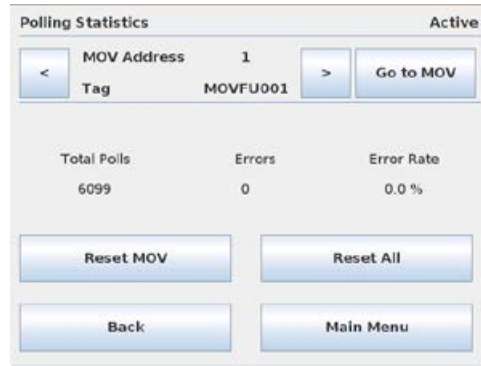 Polling Statistics Active
< MOV Address 1 > Go to MOV
Tag MOVFU001
Total Polls Errors Error Rate
6099 0 0.0 %
Reset MOV Reset All
Back Main Menu